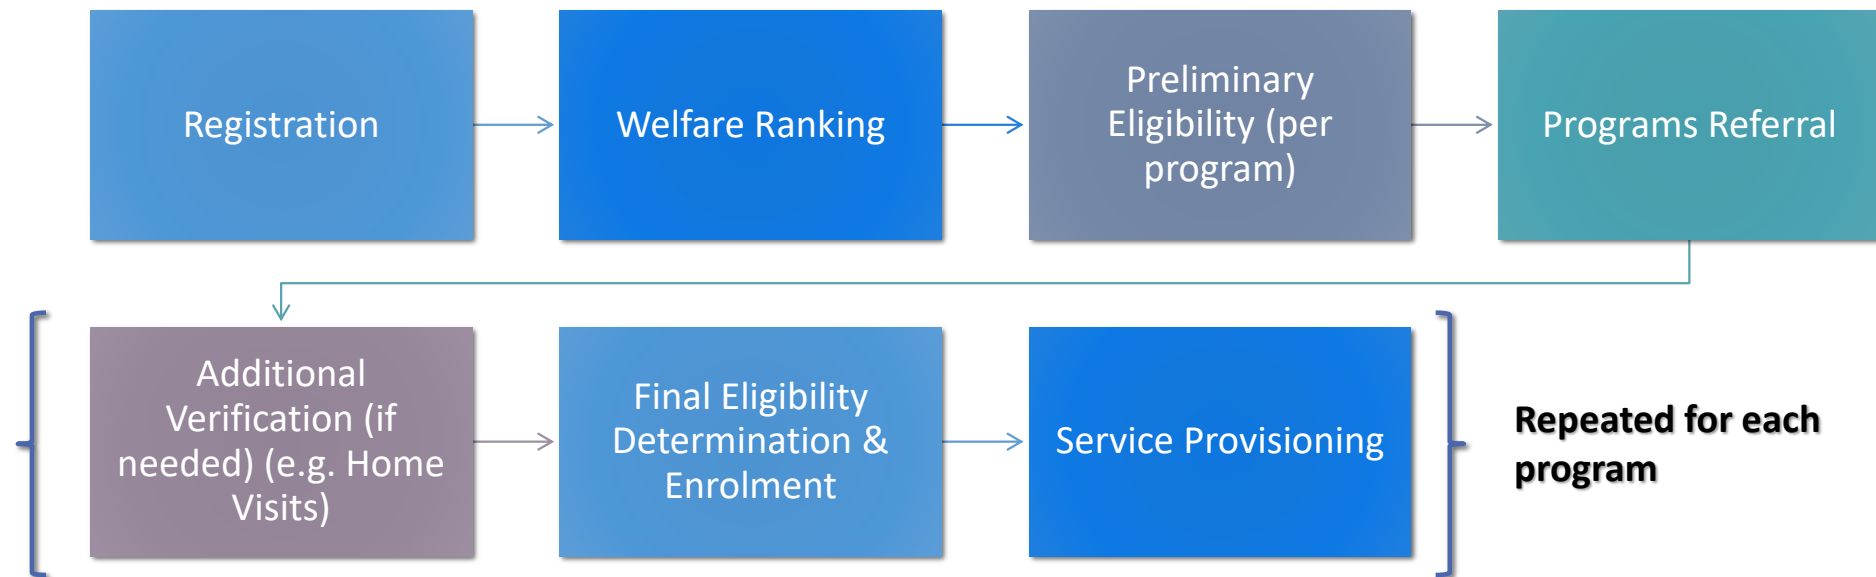 Registration
Welfare Ranking
Preliminary
Eligibility (per
program)
Programs Referral
Additional
Verification (if
needed) (e.g. Home
Visits)
Final Eligibility
Determination &
Enrolment
Service Provisioning
Repeated for each
program